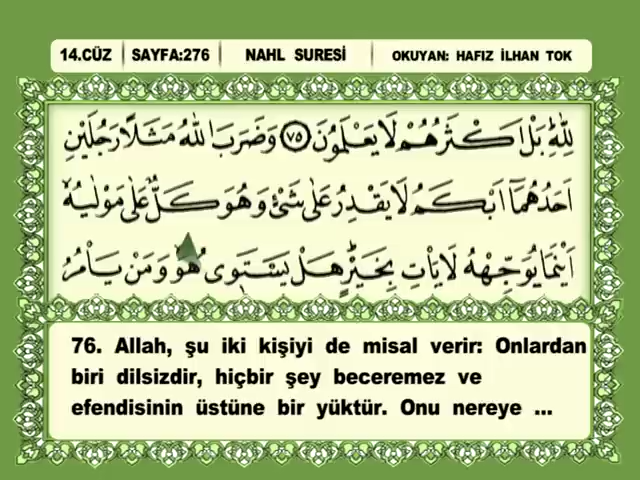 14.CÜZ SAYFA:276 NAHL SURESİ OKUYAN: HAFIZ İLHAN TOK
لِلّٰهِۜ بَلْ اَكْثَرُهُمْ لَا يَعْلَمُونَ ﴿٧٥﴾ وَضَرَبَ اللّٰهُ مَثَلًا رَجُلَيْنِ
اَحَدُهُمَٓا اَبْكَمُ لَا يَقْدِرُ عَلٰى شَيْءٍ وَهُوَ كَلٌّ عَلٰى مَوْلٰيهُۙ
اَيْنَمَا يُوَجِّهْهُ لَا يَأْتِ بِخَيْرٍۜ هَلْ يَسْتَو۪ي هُوَۙ وَمَنْ يَأْمُرُ
76. Allah, şu iki kişiyi de misal verir: Onlardan
biri dilsizdir, hiçbir şey beceremez ve
efendisinin üstüne bir yüktür. Onu nereye ...